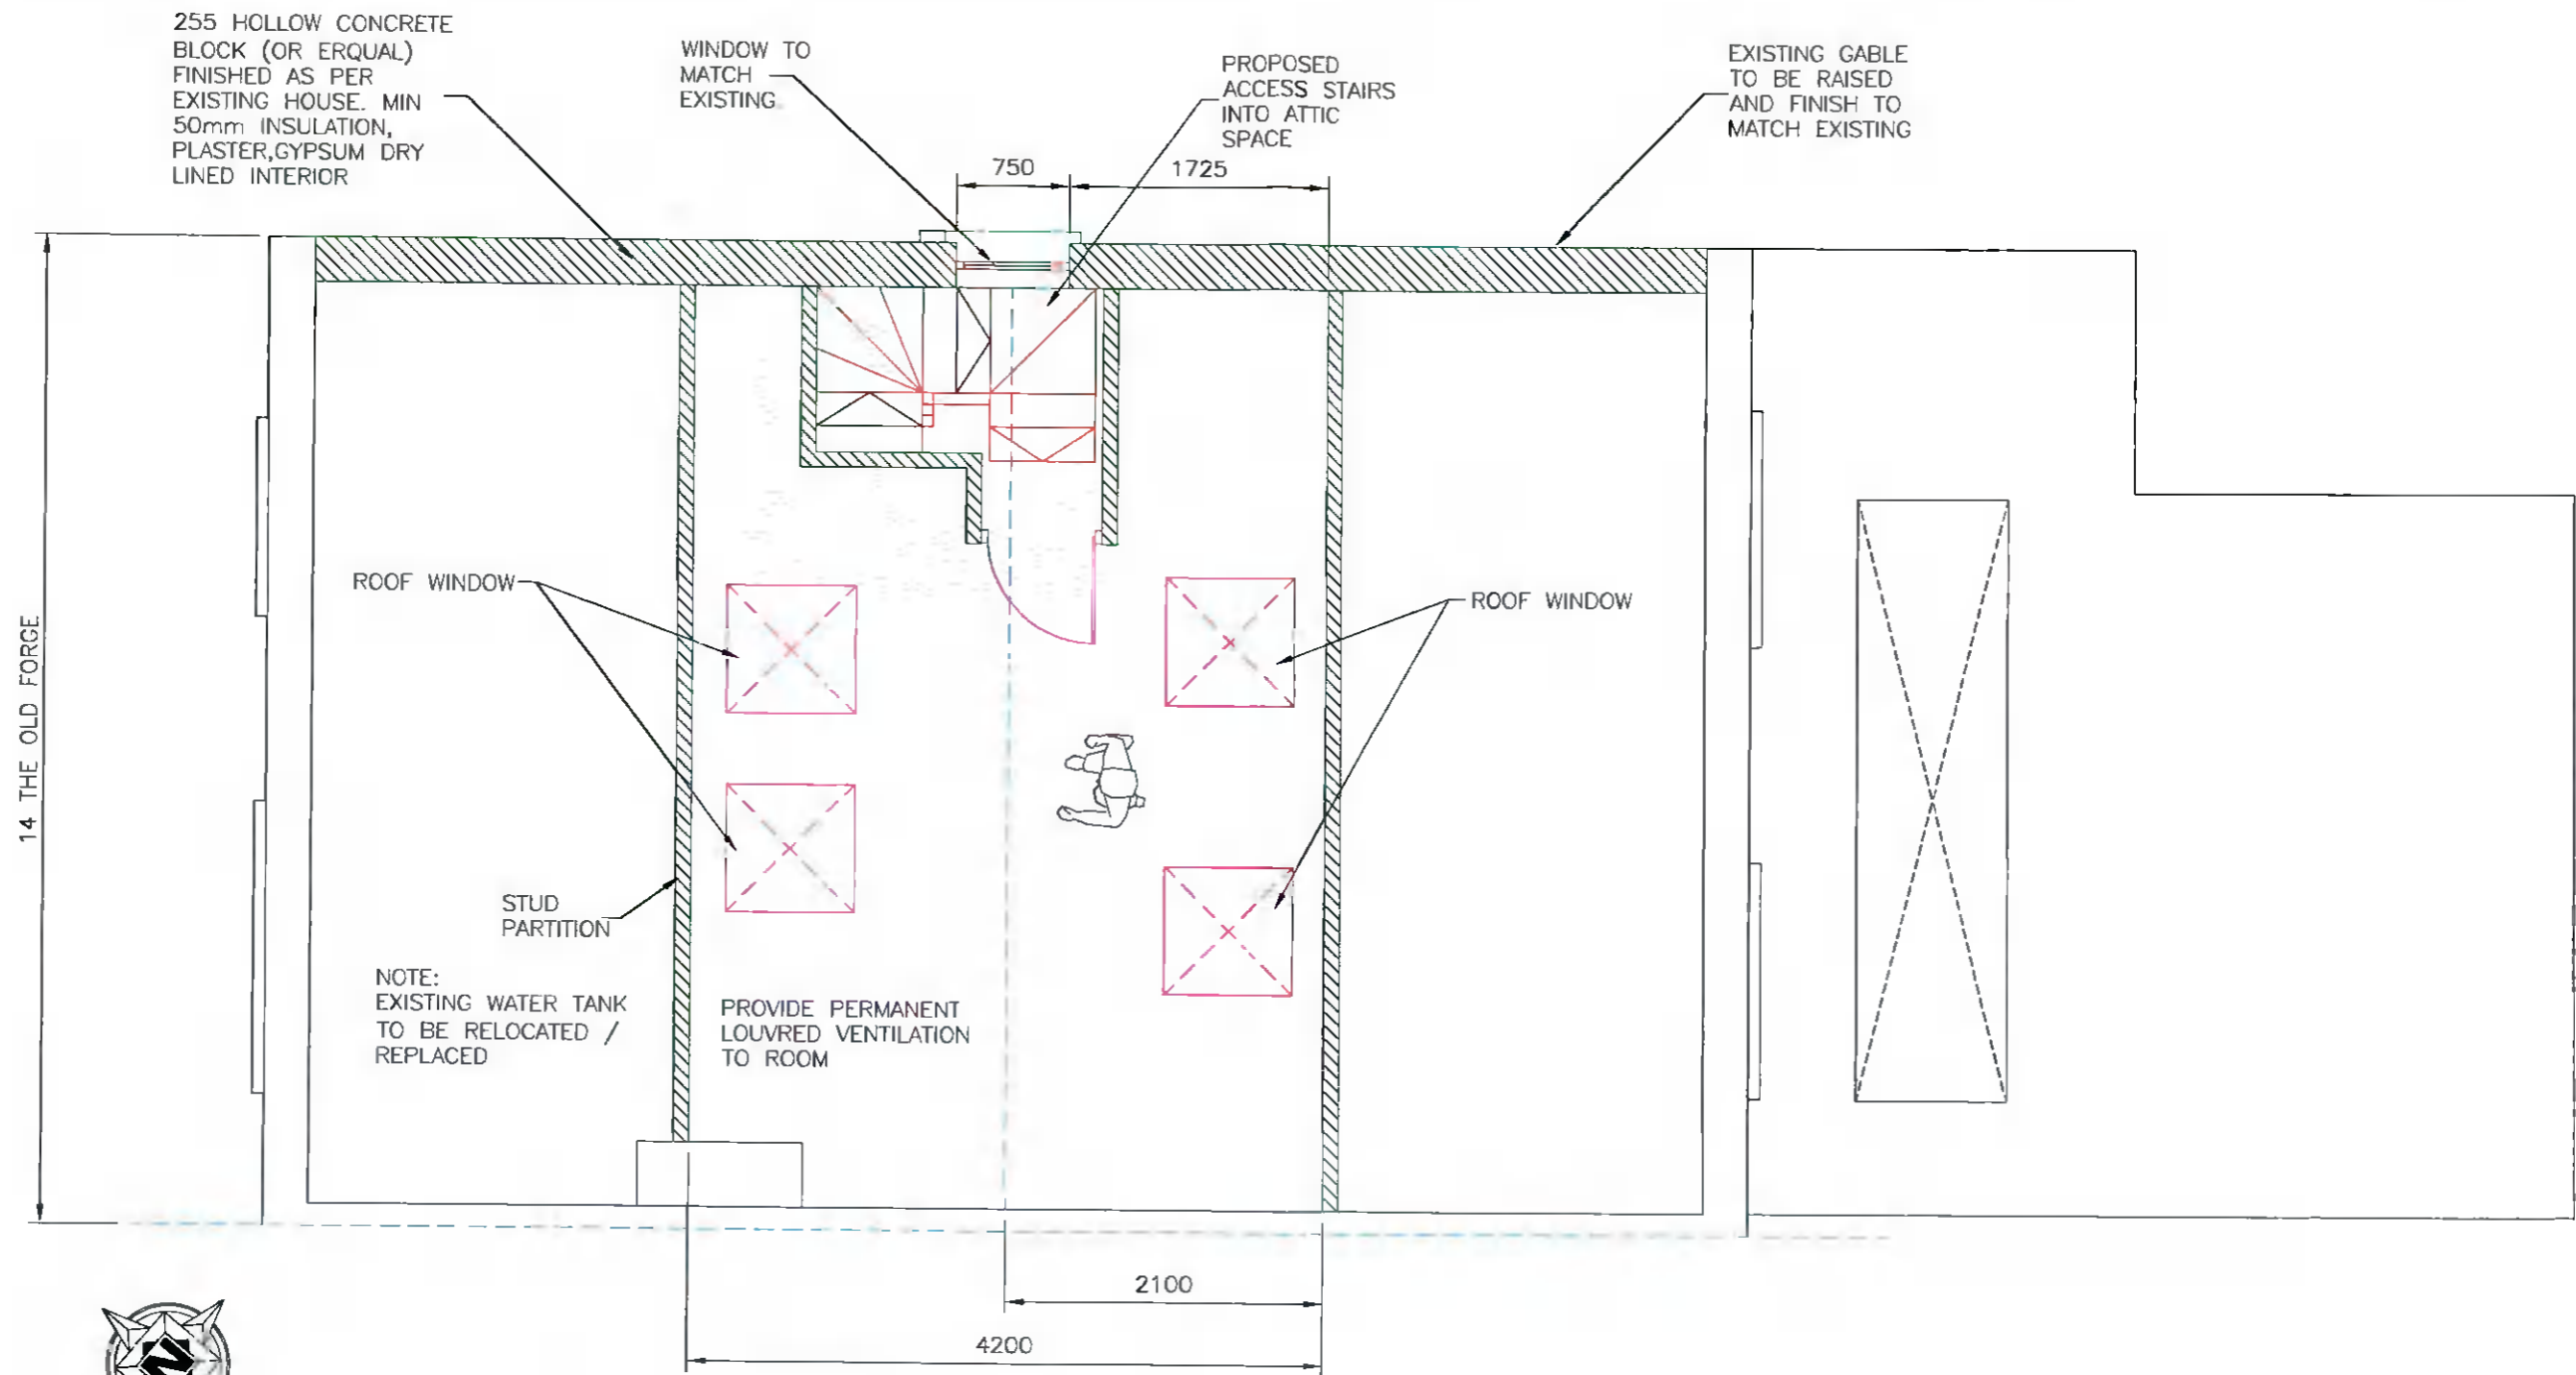 255 HOLLOW CONCRETE
BLOCK (OR ERQUAL)
FINISHED AS PER
EXISTING HOUSE. MIN
50mm INSULATION,
PLASTER,GYPSUM DRY
LINED INTERIOR
WINDOW TO
MATCH
EXISTING
PROPOSED
ACCESS STAIRS
INTO ATTIC
SPACE
EXISTING GABLE
TO BE RAISED
AND FINISH TO
MATCH EXISTING
750
1725
14 THE OLD FORGE
ROOF WINDOW
ROOF WINDOW
STUD
PARTITION
NOTE:
EXISTING WATER TANK
TO BE RELOCATED /
REPLACED
PROVIDE PERMANENT
LOUVRED VENTILATION
TO ROOM
2100
4200
N